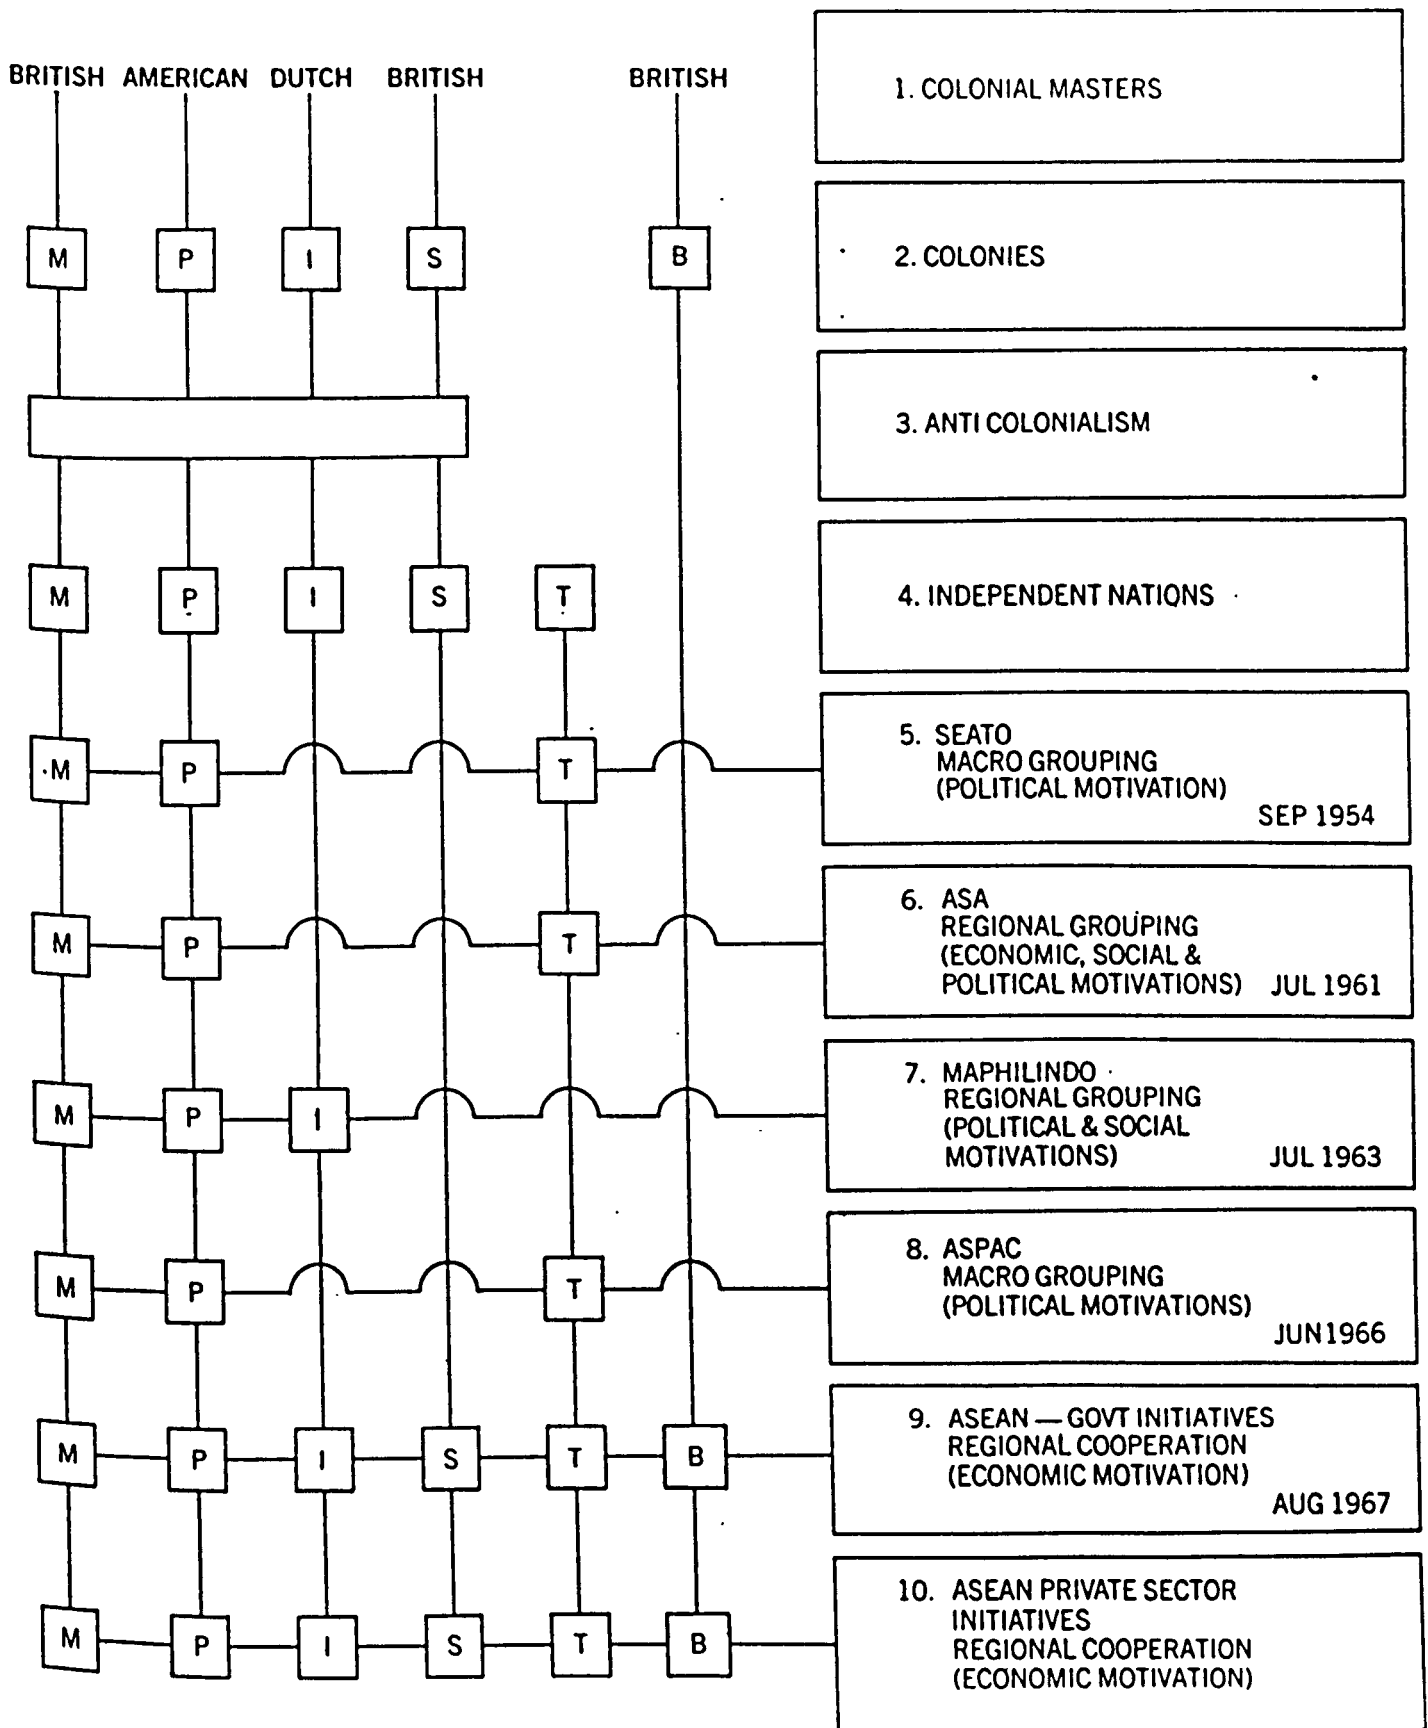 BRITISH AMERICAN DUTCH BRITISH BRITISH
1. COLONIAL MASTERS
M P I S B
2. COLONIES
3. ANTI COLONIALISM
M P I S T
4. INDEPENDENT NATIONS
M P T
5. SEATO
MACRO GROUPING
(POLITICAL MOTIVATION)
SEP 1954
M P T
6. ASA
REGIONAL GROUPING
(ECONOMIC, SOCIAL &
POLITICAL MOTIVATIONS) JUL 1961
M P I
7. MAPHILINDO
REGIONAL GROUPING
(POLITICAL & SOCIAL
MOTIVATIONS) JUL 1963
M P T
8. ASPAC
MACRO GROUPING
(POLITICAL MOTIVATIONS)
JUN 1966
M P I S T B
9. ASEAN — GOVT INITIATIVES
REGIONAL COOPERATION
(ECONOMIC MOTIVATION)
AUG 1967
M P I S T B
10. ASEAN PRIVATE SECTOR
INITIATIVES
REGIONAL COOPERATION
(ECONOMIC MOTIVATION)